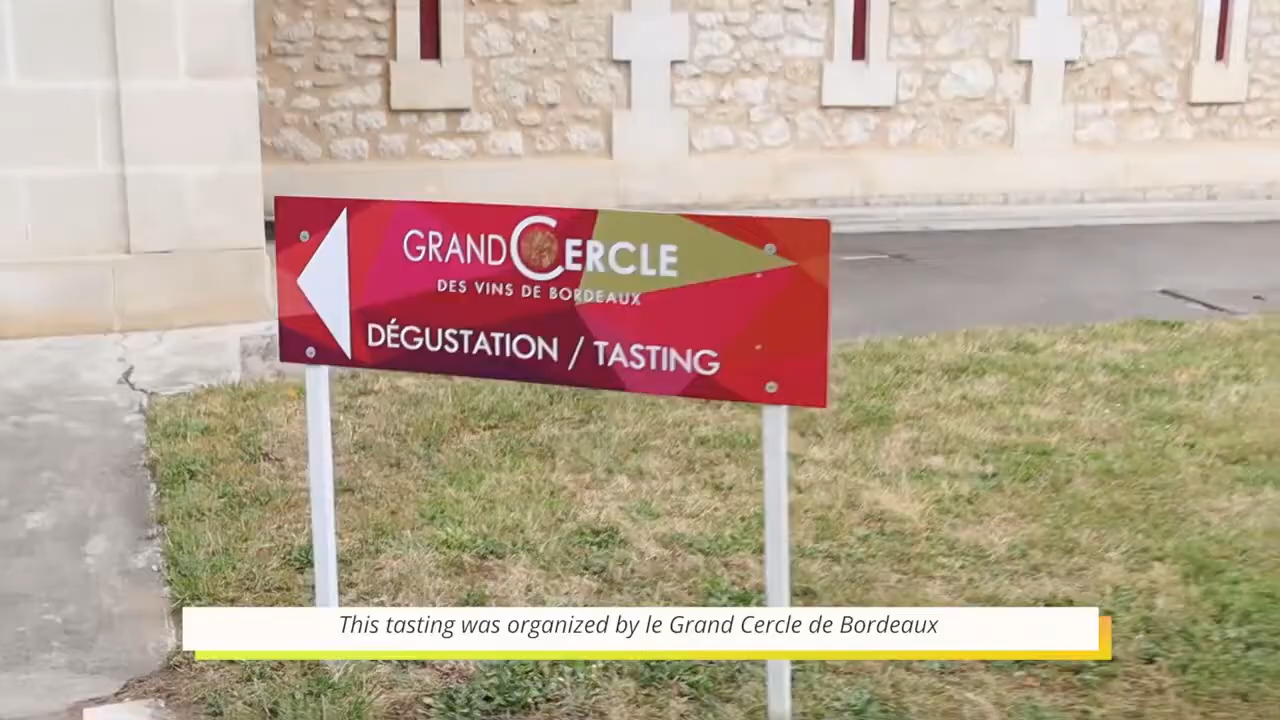 GRAND CERCLE
DES VINS DE BORDEAUX
DÉGUSTATION / TASTING
This tasting was organized by le Grand Cercle de Bordeaux